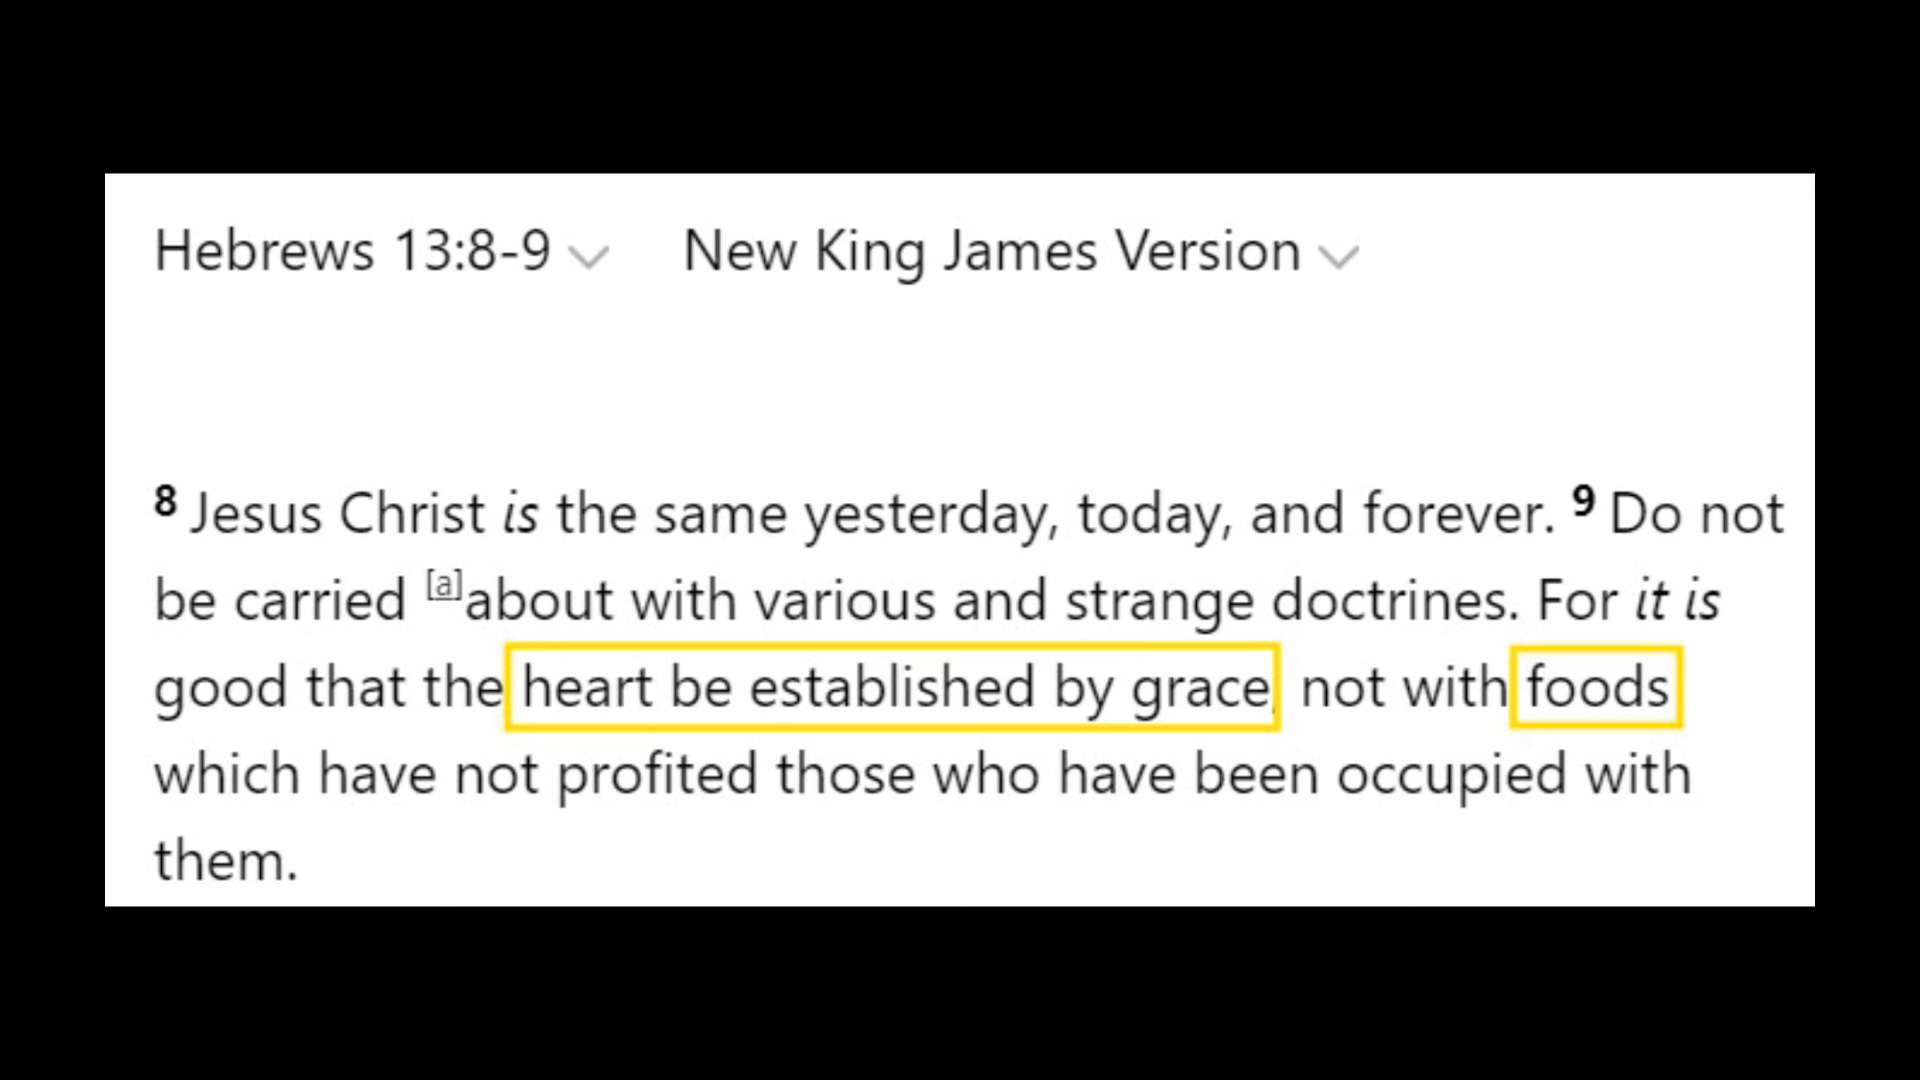 Hebrews 13:8-9 New King James Version
8 Jesus Christ is the same yesterday, today, and forever. 9 Do not
be carried [a]about with various and strange doctrines. For it is
good that the heart be established by grace, not with foods
which have not profited those who have been occupied with
them.